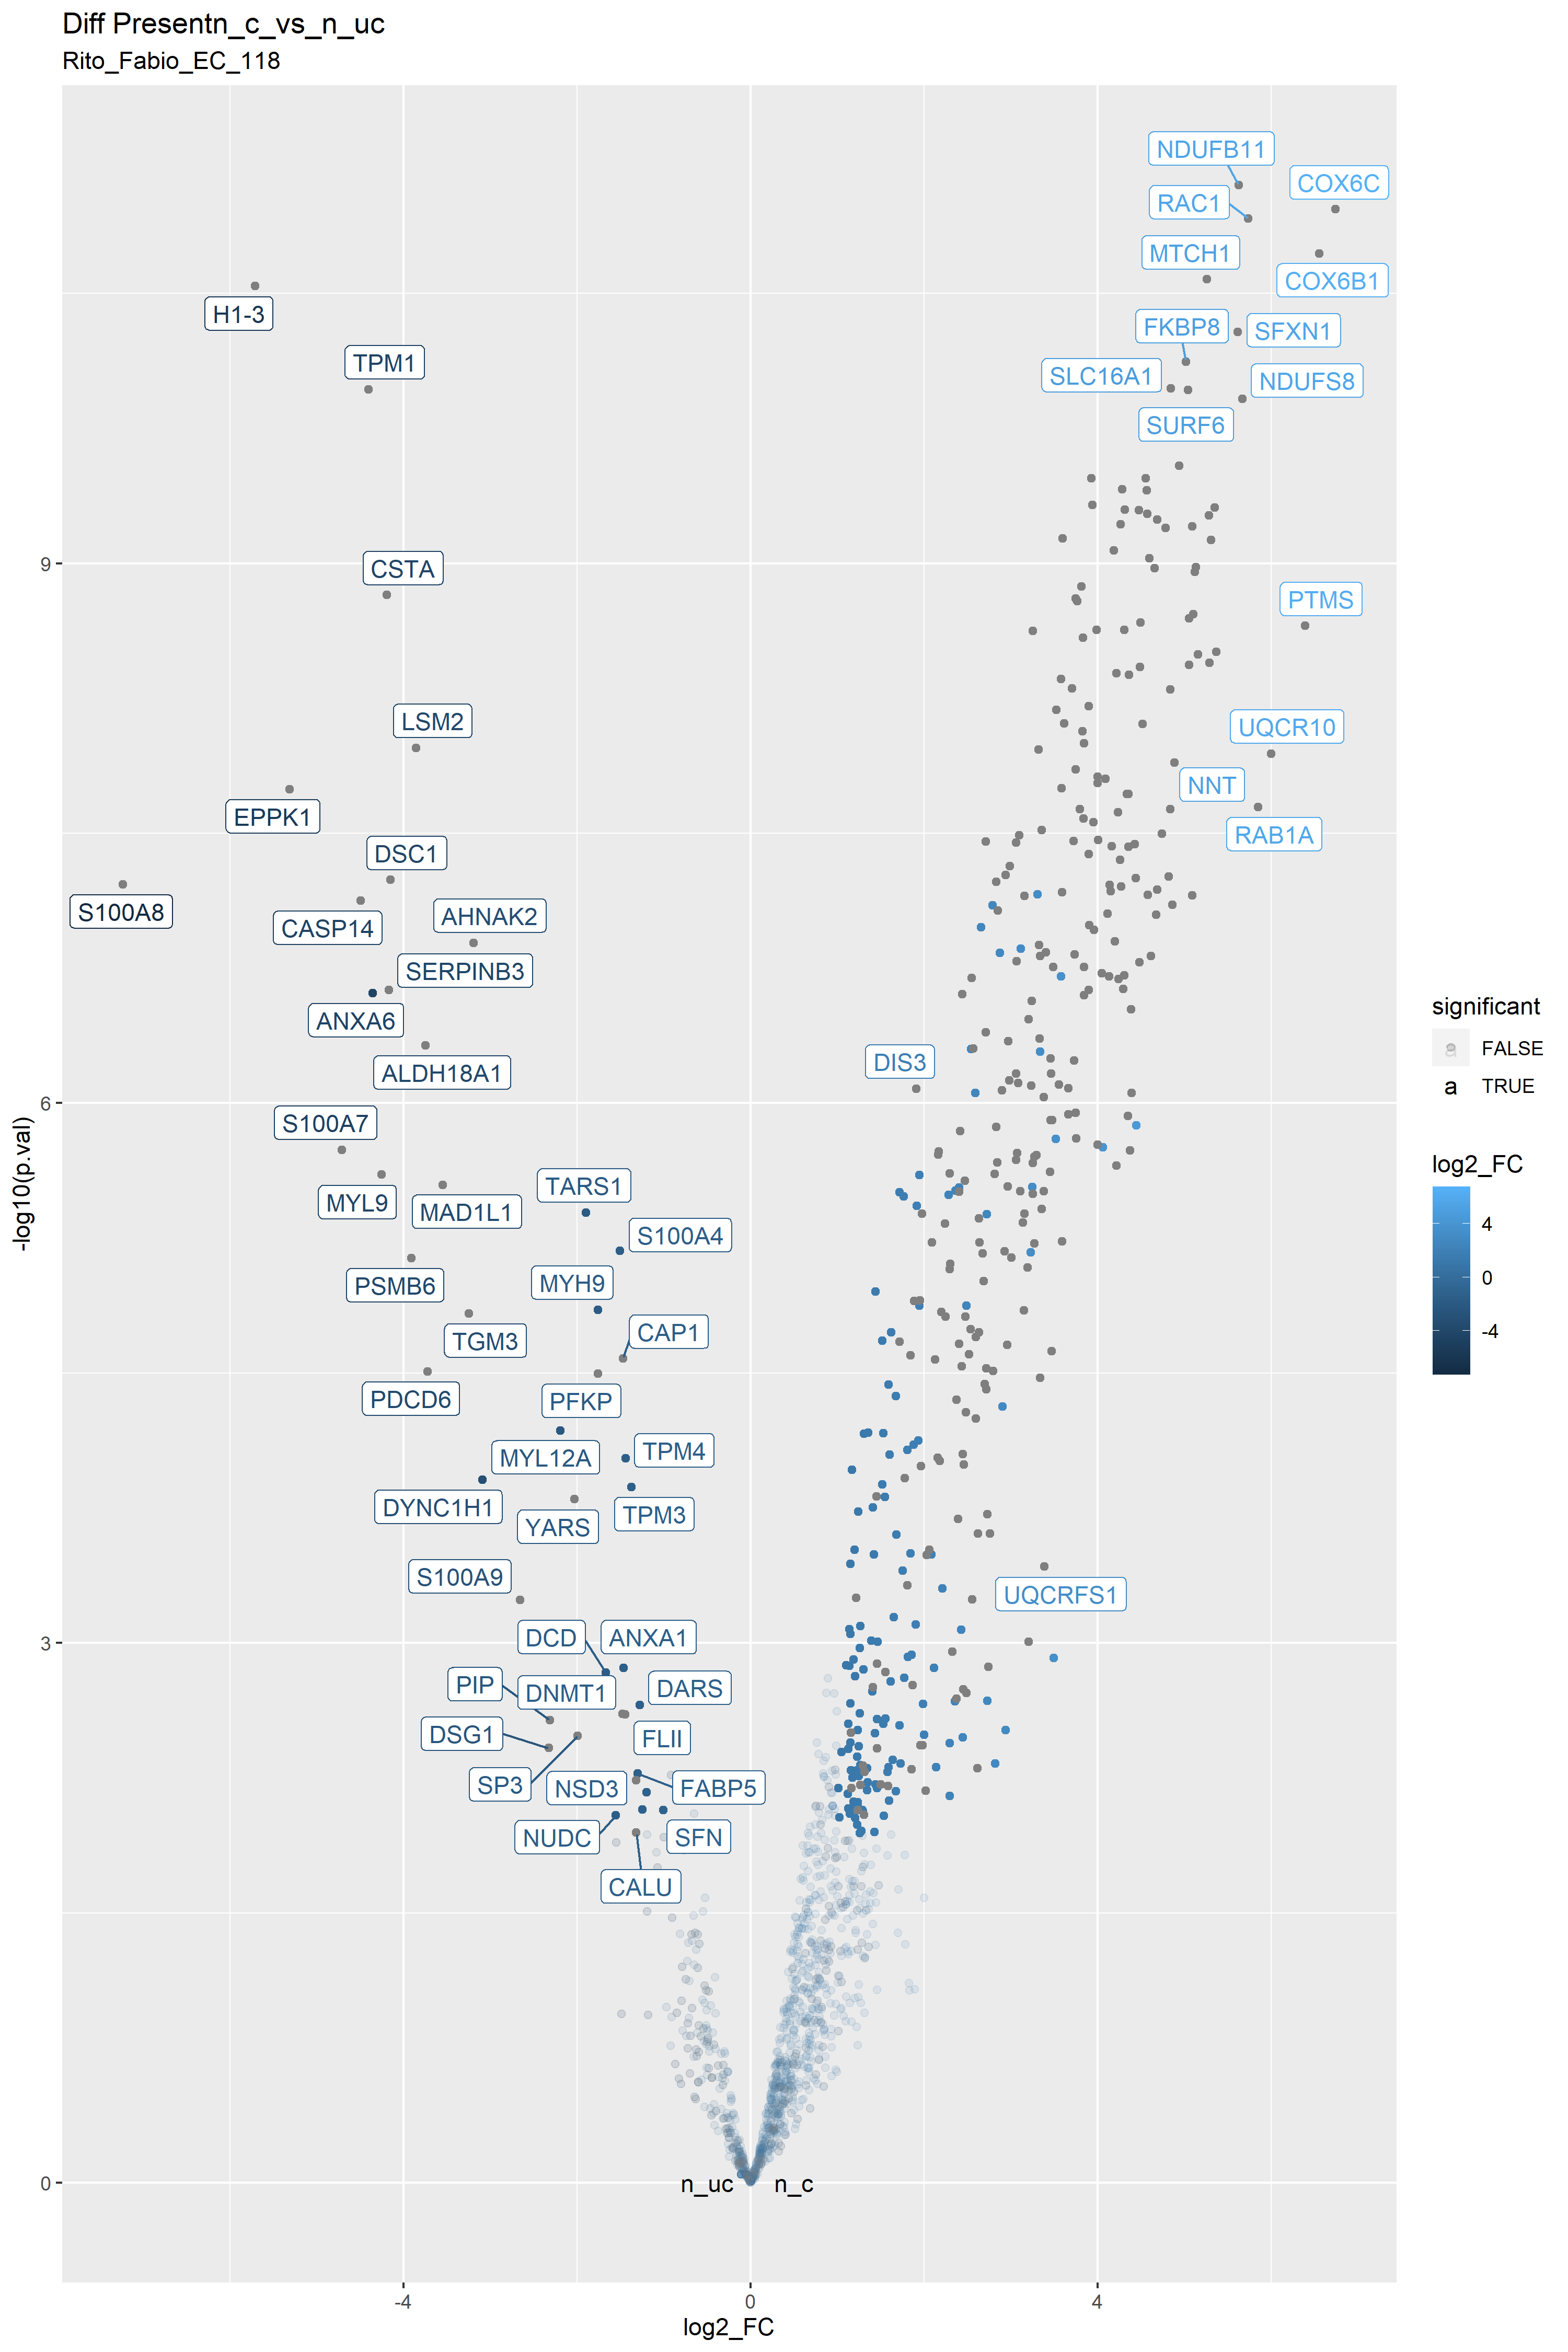 Diff Presentn_c_vs_n_uc
Rito_Fabio_EC_118
NDUFB11
COX6C
RAC1
MTCH1
COX6B1
H1-3
FKBP8
SFXN1
TPM1
SLC16A1
NDUFS8
SURF6
9
CSTA
PTMS
LSM2
UQCR10
NNT
EPPK1
RAB1A
DSC1
S100A8
AHNAK2
CASP14
SERPINB3
ANXA6
significant
a
FALSE
DIS3
ALDH18A1
a
TRUE
6
S100A7
-log10(p.val)
log2_FC
TARS1
MYL9
MAD1L1
4
S100A4
0
PSMB6
MYH9
-4
CAP1
TGM3
PDCD6
PFKP
TPM4
MYL12A
DYNC1H1
TPM3
YARS
S100A9
UQCRFS1
3
DCD
ANXA1
PIP
DNMT1
DARS
DSG1
FLII
SP3
NSD3
FABP5
NUDC
SFN
CALU
0
n_uc
n_c
-4
0
4
log2_FC